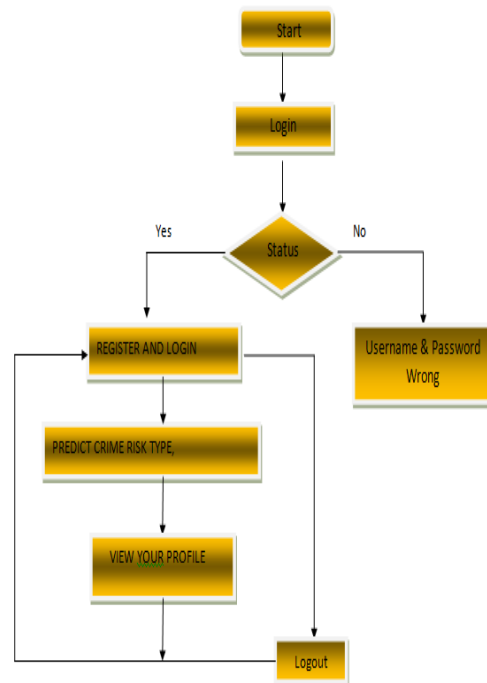 Start
Login
Status
Yes
No
REGISTER AND LOGIN
Username & Password
Wrong
PREDICT CRIME RISK TYPE,
VIEW YOUR PROFILE
Logout